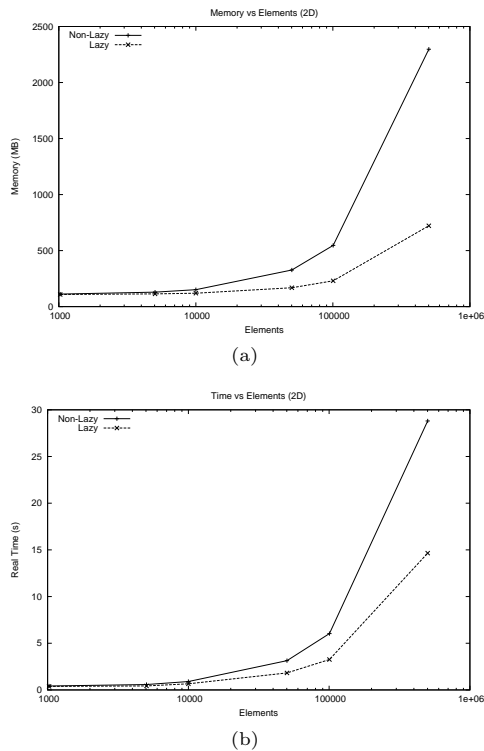 Memory vs Elements (2D)
Non-Lazy
Lazy
2500
2000
1500
1000
500
0
Memory (MB)
1000
10000
100000
1e+06
Elements
(a)
Time vs Elements (2D)
Non-Lazy
Lazy
30
25
20
15
10
5
0
Real Time (s)
1000
10000
100000
1e+06
Elements
(b)